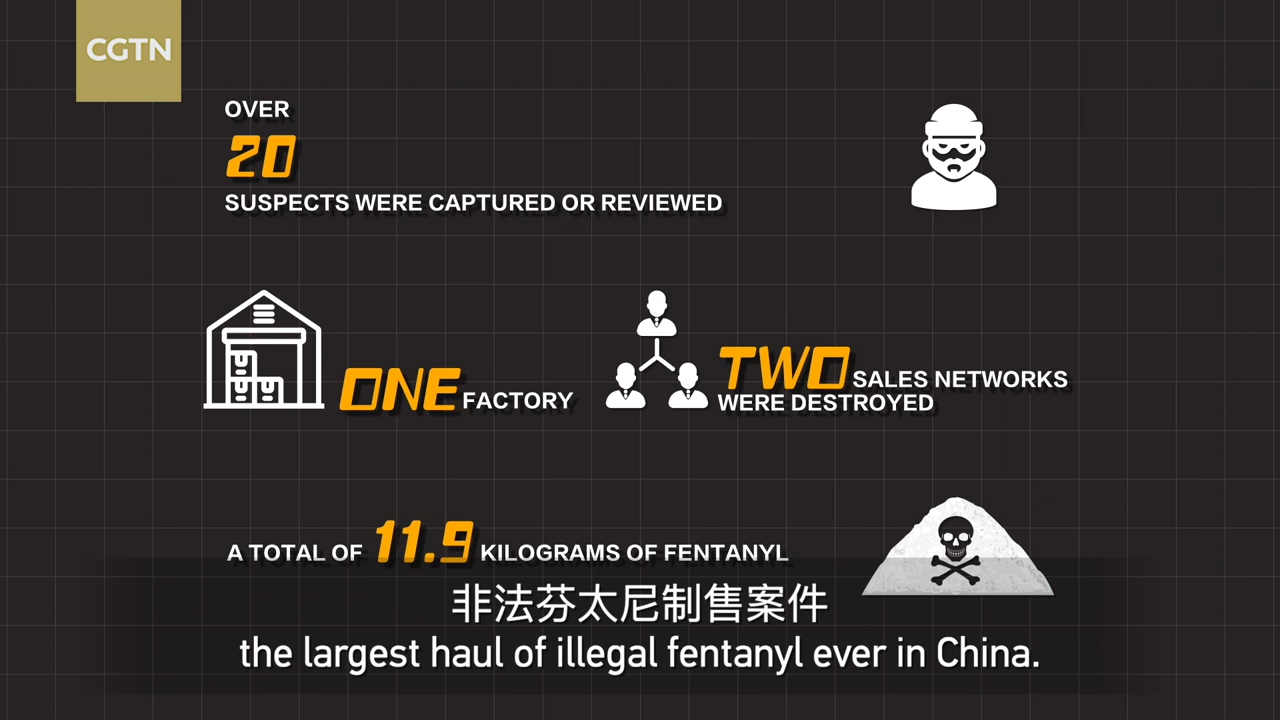 CGTN
OVER
20
SUSPECTS WERE CAPTURED OR REVIEWED
ONE FACTORY
TWO SALES NETWORKS
WERE DESTROYED
A TOTAL OF 11.9 KILOGRAMS OF FENTANYL
非法芬太尼制售案件
the largest haul of illegal fentanyl ever in China.